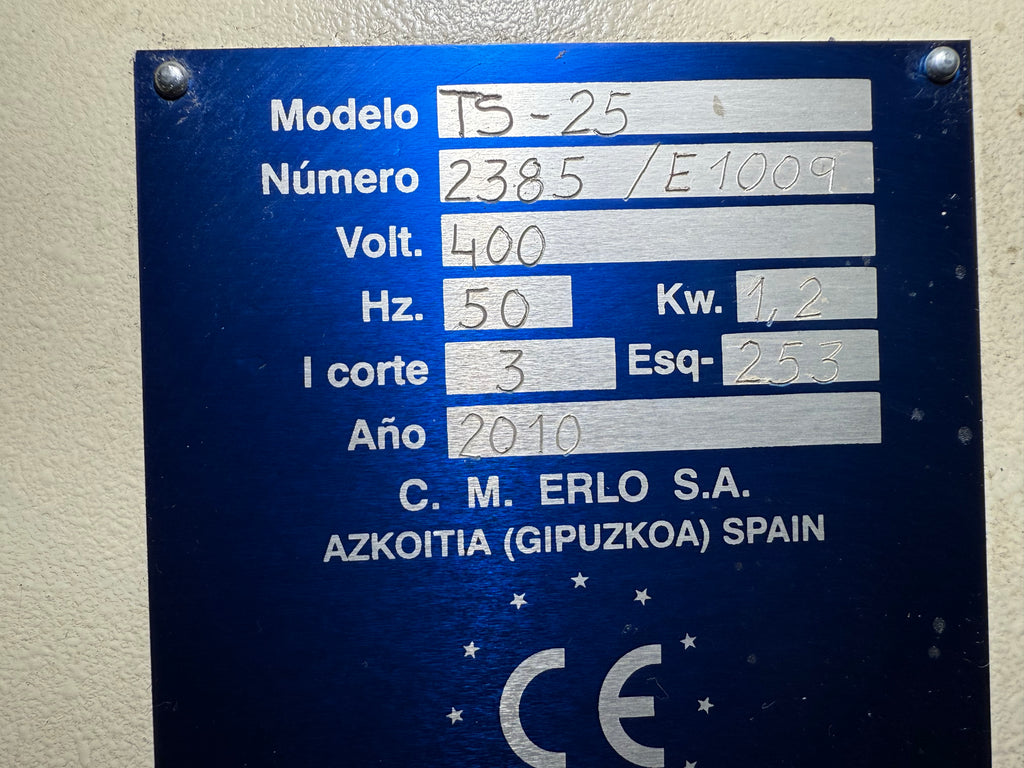 Modelo TS-25
Número 2385 /E1009
Volt. 400
Hz. 50 Kw. 1,2
I corte 3 Esq- 253
Año 2010
C. M. ERLO S.A.
AZKOITIA (GIPUZKOA) SPAIN
CE